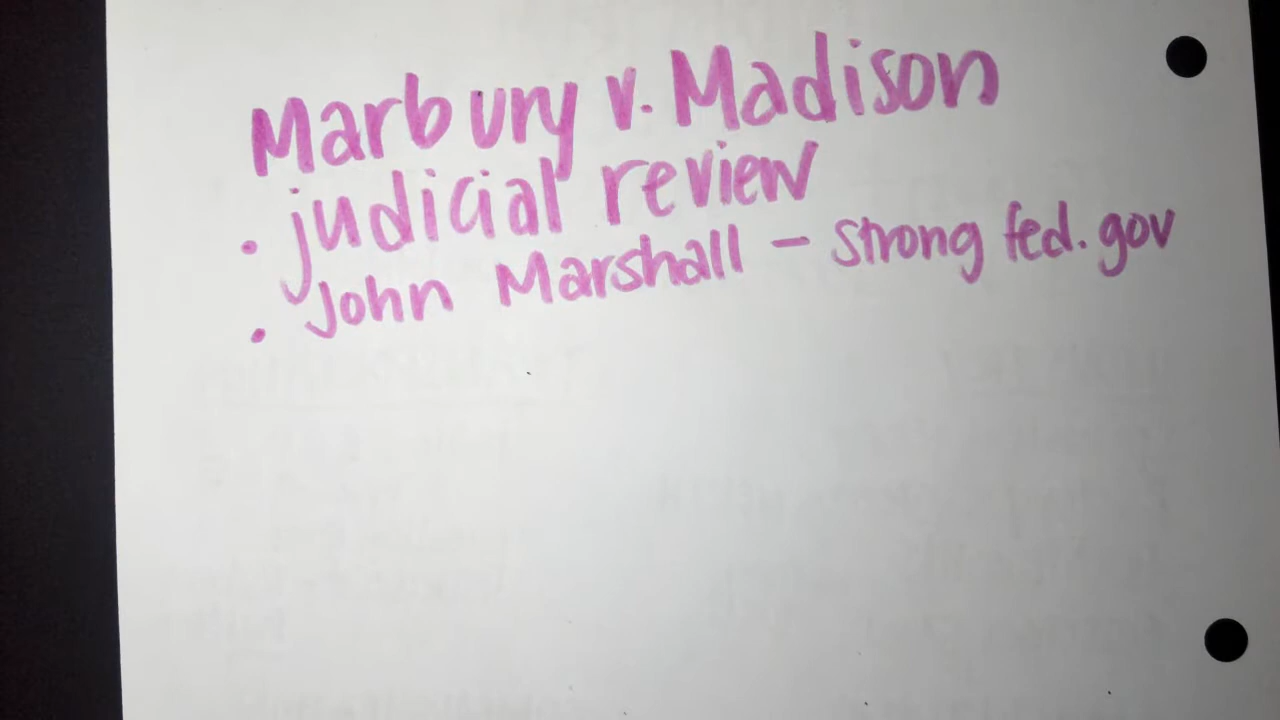 Marbury v. Madison
• judicial review
• John Marshall - strong fed. gov